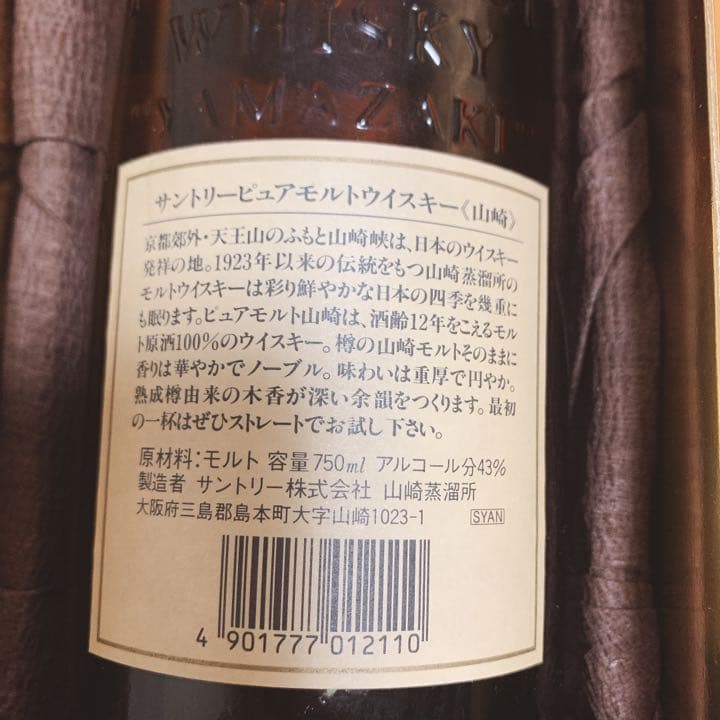 WHISKY
YAMAZAKI
サントリーピュアモルトウイスキー《山崎》
京都郊外・天王山のふもと山崎峡は、日本のウイスキー
発祥の地。1923年以来の伝統をもつ山崎蒸溜所の
モルトウイスキーは彩り鮮やかな日本の四季を幾重に
も眠ります。ピュアモルト山崎は、酒齢12年をこえるモル
ト原酒100%のウイスキー。樽の山崎モルトそのままに
香りは華やかでノーブル。味わいは重厚で円やか。
熟成樽由来の木香が深い余韻をつくります。最初
の一杯はぜひストレートでお試し下さい。
原材料:モルト 容量750ml アルコール分43%
製造者 サントリー株式会社 山崎蒸溜所
大阪府三島郡島本町大字山崎1023-1 SYAN
4 901777 012110